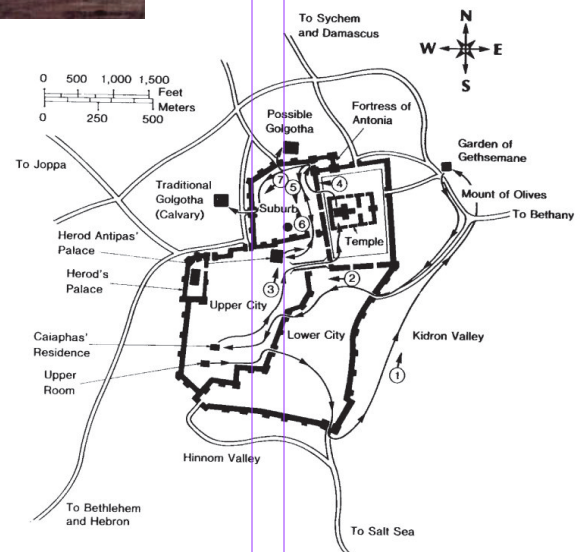 To Sychem
and Damascus
N
W
E
S
0 500 1,000 1,500
Feet
Meters
0 250 500
Possible
Golgotha
Fortress of
Antonia
Garden of
Gethsemane
To Joppa
Traditional
Golgotha
(Calvary)
7
5
4
Suburb
6
Mount of Olives
To Bethany
Temple
Herod Antipas'
Palace
Herod's
Palace
3
2
Upper City
Lower City
Kidron Valley
Caiaphas'
Residence
Upper
Room
1
Hinnom Valley
To Bethlehem
and Hebron
To Salt Sea